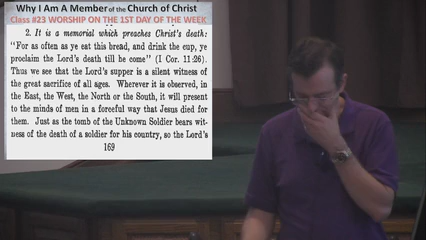 Why I Am A Member of the Church of Christ
Class #23 WORSHIP ON THE 1ST DAY OF THE WEEK
2. It is a memorial which preaches Christ's death:
"For as often as ye eat this bread, and drink the cup, ye
proclaim the Lord's death till he come" (I Cor. 11:26).
Thus we see that the Lord's supper is a silent witness of
the great sacrifice of all ages. Wherever it is observed, in
the East, the West, the North or the South, it will present
to the minds of men in a forceful way that Jesus died for
them. Just as the tomb of the Unknown Soldier bears wit-
ness of the death of a soldier for his country, so the Lord's
169